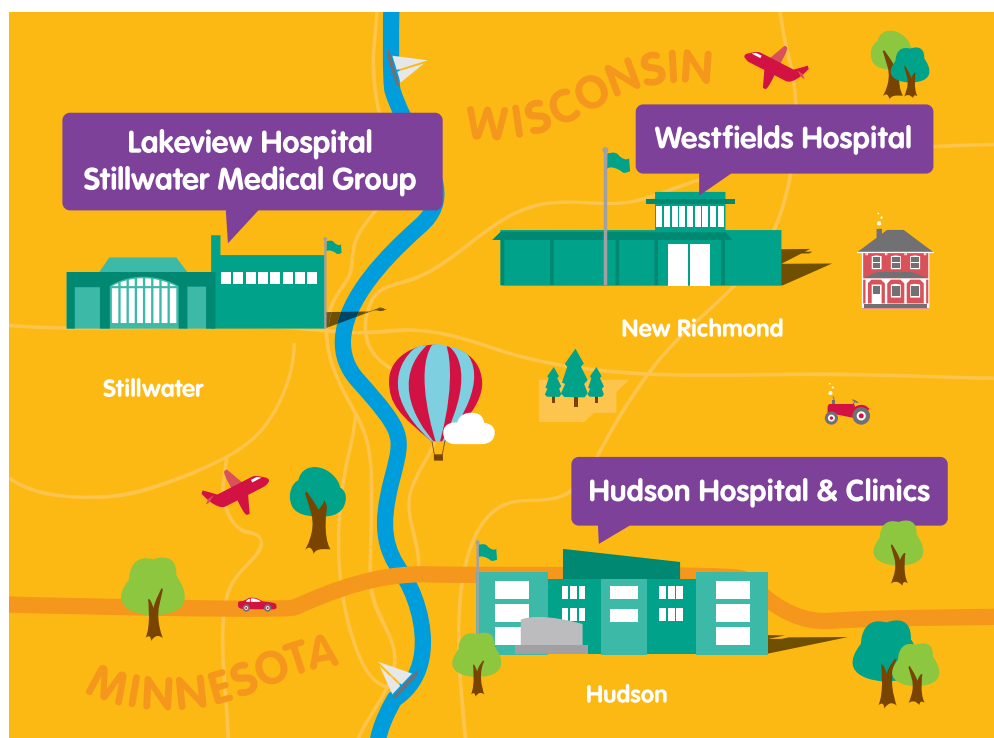 WISCONSIN
Lakeview Hospital
Stillwater Medical Group
Westfields Hospital
New Richmond
Stillwater
Hudson Hospital & Clinics
MINNESOTA
Hudson